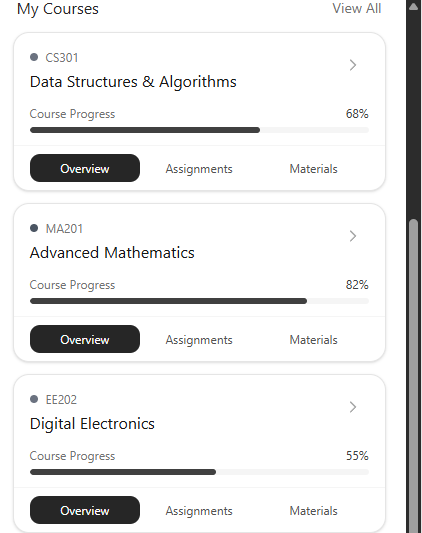 My Courses View All
CS301
Data Structures & Algorithms
Course Progress 68%
Overview Assignments Materials
MA201
Advanced Mathematics
Course Progress 82%
Overview Assignments Materials
EE202
Digital Electronics
Course Progress 55%
Overview Assignments Materials